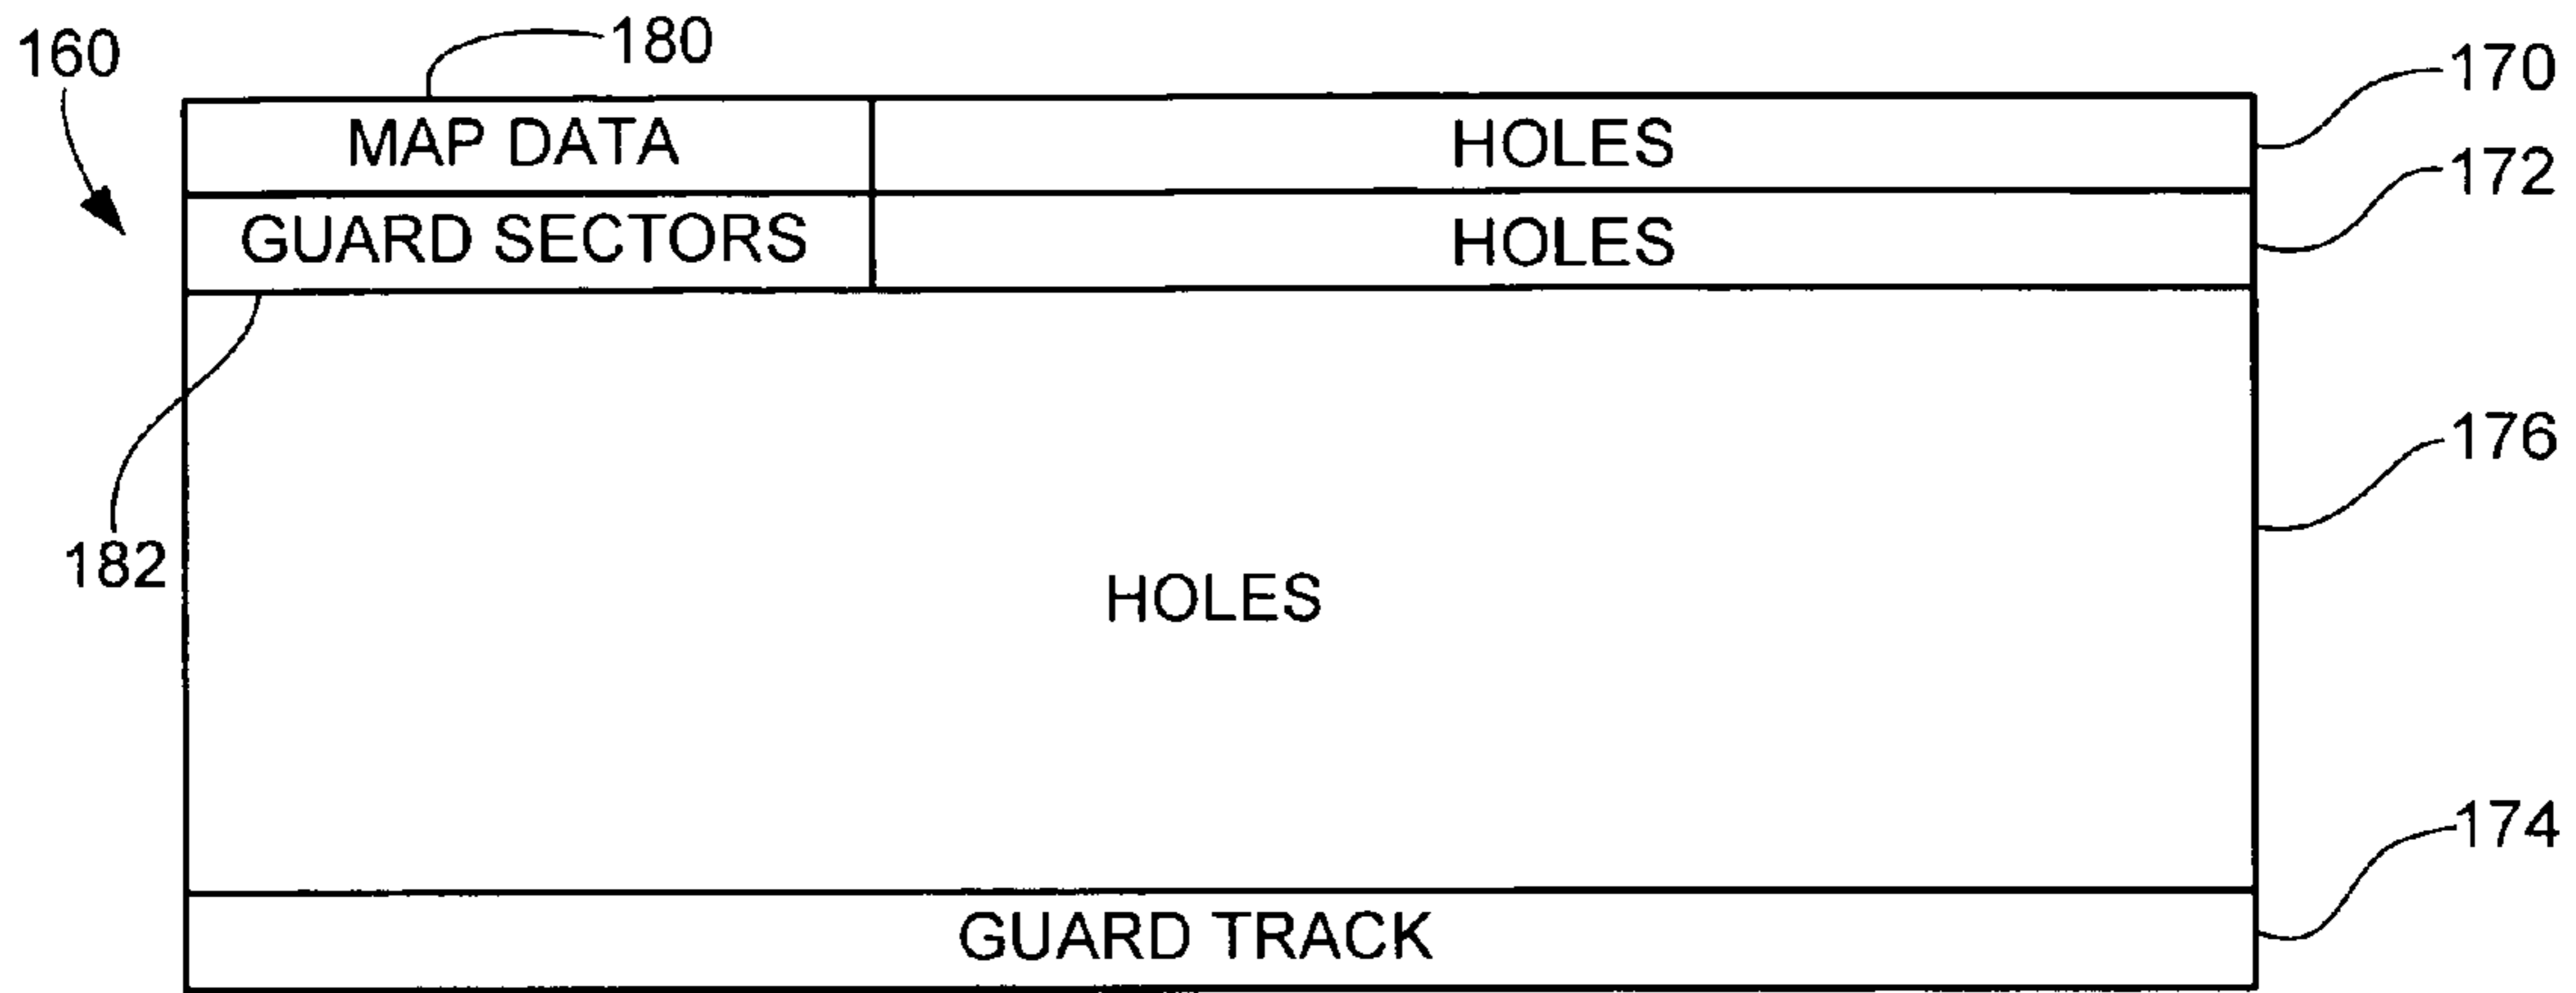 160
180
170
MAP DATA
HOLES
172
GUARD SECTORS
HOLES
176
182
HOLES
174
GUARD TRACK